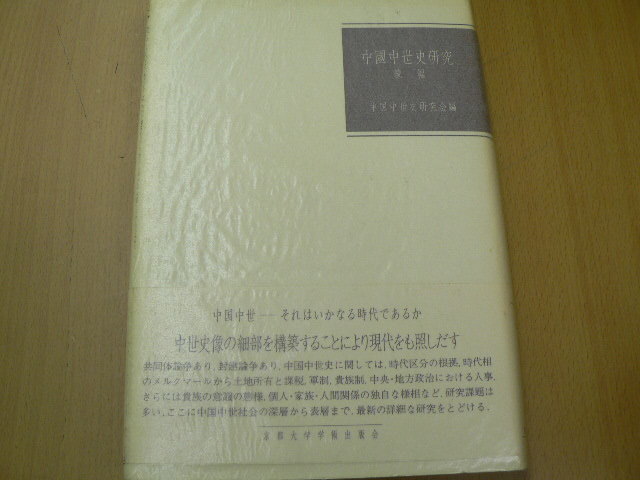 中國中世史研究
續編
中国中世史研究会編
中国中世 ── それはいかなる時代であるか
中世史像の細部を構築することにより現代をも照しだす
共同体論争あり、封建論争あり、中国中世史に関しては、時代区分の根拠、時代相
のメルクマールから土地所有と課税、軍制、貴族制、中央・地方政治における人事、
さらには貴族の意識の態様、個人・家族・人間関係の独自な様相など、研究課題は
多い。ここに中国中世社会の深層から表層まで、最新の詳細な研究をとどける。
京都大学学術出版会